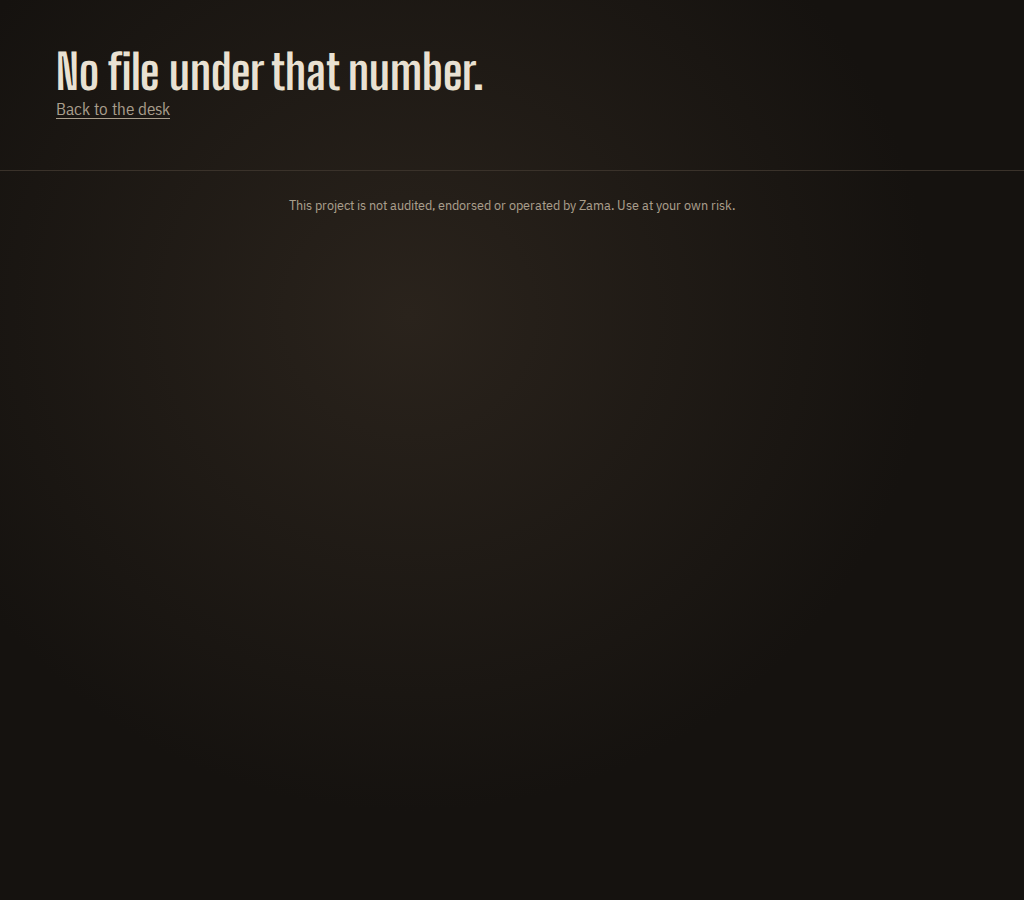 No file under that number.
Back to the desk
This project is not audited, endorsed or operated by Zama. Use at your own risk.